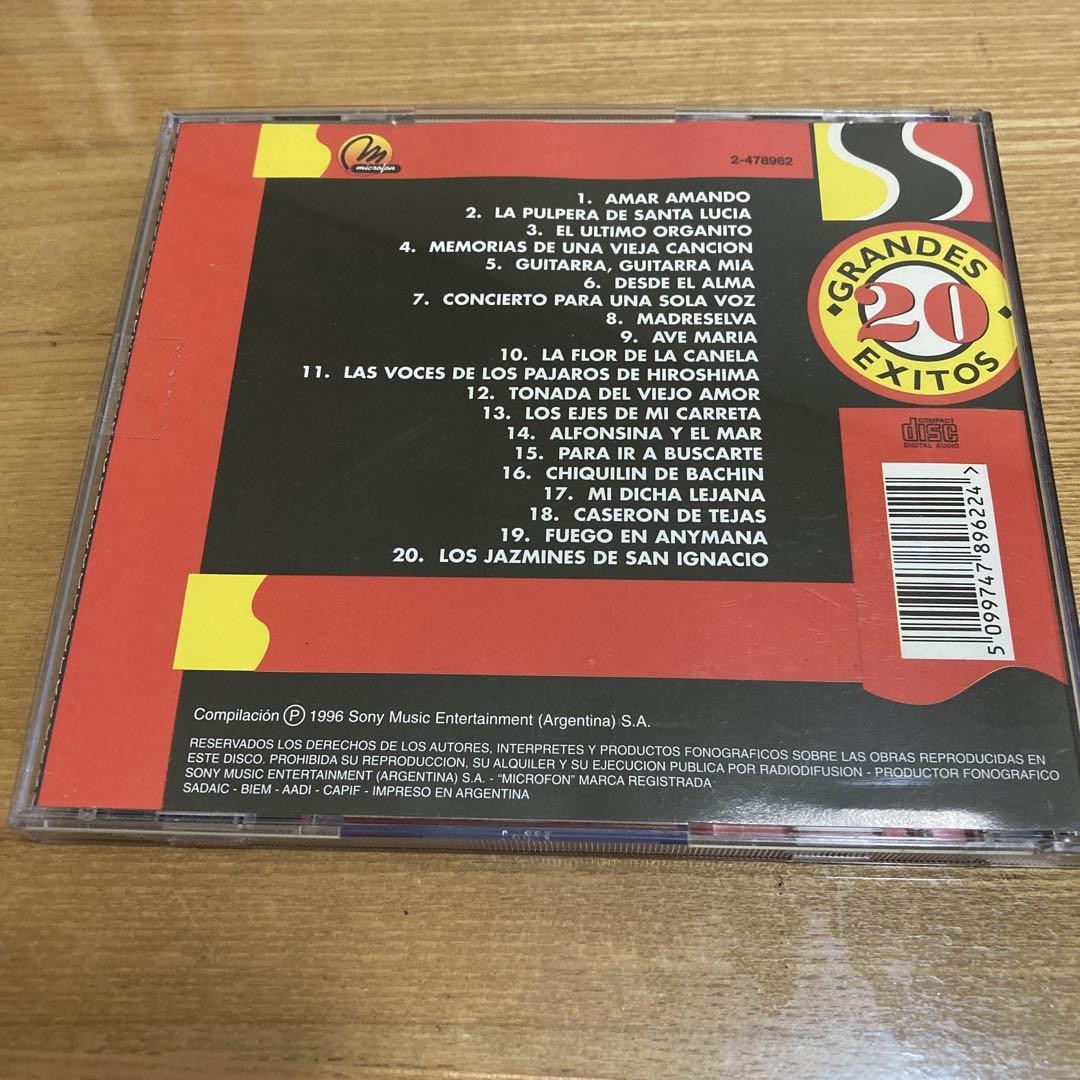 microfon
2-478962
1. AMAR AMANDO
2. LA PULPERA DE SANTA LUCIA
3. EL ULTIMO ORGANITO
4. MEMORIAS DE UNA VIEJA CANCION
5. GUITARRA, GUITARRA MIA
6. DESDE EL ALMA
7. CONCIERTO PARA UNA SOLA VOZ
8. MADRESELVA
9. AVE MARIA
10. LA FLOR DE LA CANELA
11. LAS VOCES DE LOS PAJAROS DE HIROSHIMA
12. TONADA DEL VIEJO AMOR
13. LOS EJES DE MI CARRETA
14. ALFONSINA Y EL MAR
15. PARA IR A BUSCARTE
16. CHIQUILIN DE BACHIN
17. MI DICHA LEJANA
18. CASERON DE TEJAS
19. FUEGO EN ANYMANA
20. LOS JAZMINES DE SAN IGNACIO
GRANDES
20
EXITOS
COMPACT
disc
DIGITAL AUDIO
5 099747 896224
Compilación Ⓟ 1996 Sony Music Entertainment (Argentina) S.A.
RESERVADOS LOS DERECHOS DE LOS AUTORES, INTERPRETES Y PRODUCTOS FONOGRAFICOS SOBRE LAS OBRAS REPRODUCIDAS EN
ESTE DISCO. PROHIBIDA SU REPRODUCCION, SU ALQUILER Y SU EJECUCION PUBLICA POR RADIODIFUSION - PRODUCTOR FONOGRAFICO
SONY MUSIC ENTERTAINMENT (ARGENTINA) S.A. - "MICROFON" MARCA REGISTRADA
SADAIC - BIEM - AADI - CAPIF - IMPRESO EN ARGENTINA